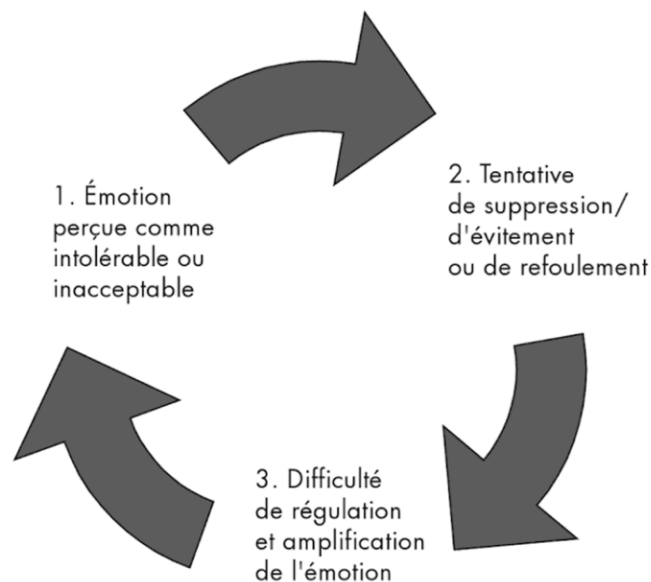 1. Émotion
perçue comme
intolérable ou
inacceptable
2. Tentative
de suppression/
d'évitement
ou de refoulement
3. Difficulté
de régulation
et amplification
de l'émotion